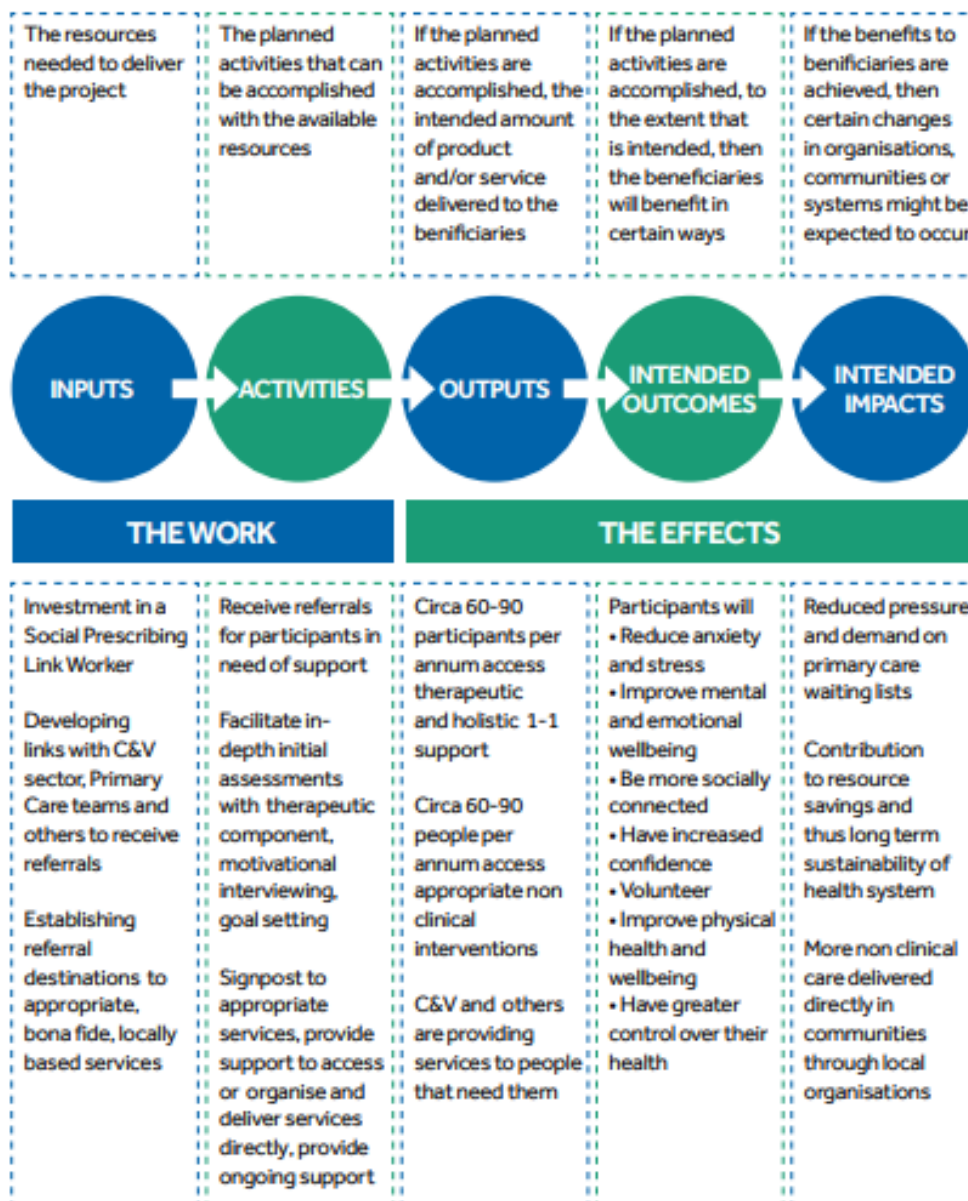 The resources
needed to deliver
the project
The planned
activities that can
be accomplished
with the available
resources
If the planned
activities are
accomplished, the
intended amount
of product
and/or service
delivered to the
benificiaries
If the planned
activities are
accomplished, to
the extent that
is intended, then
the beneficiaries
will benefit in
certain ways
If the benefits to
benificiaries are
achieved, then
certain changes
in organisations,
communities or
systems might be
expected to occur
INPUTS
ACTIVITIES
OUTPUTS
INTENDED
OUTCOMES
INTENDED
IMPACTS
THE WORK
THE EFFECTS
Investment in a
Social Prescribing
Link Worker
Developing
links with C&V
sector, Primary
Care teams and
others to receive
referrals
Establishing
referral
destinations to
appropriate,
bona fide, locally
based services
Receive referrals
for participants in
need of support
Facilitate in-
depth initial
assessments
with therapeutic
component,
motivational
interviewing,
goal setting
Signpost to
appropriate
services, provide
support to access
or organise and
deliver services
directly, provide
ongoing support
Circa 60-90
participants per
annum access
therapeutic
and holistic 1-1
support
Circa 60-90
people per
annum access
appropriate non
clinical
interventions
C&V and others
are providing
services to people
that need them
Participants will
• Reduce anxiety
and stress
• Improve mental
and emotional
wellbeing
• Be more socially
connected
• Have increased
confidence
• Volunteer
• Improve physical
health and
wellbeing
• Have greater
control over their
health
Reduced pressure
and demand on
primary care
waiting lists
Contribution
to resource
savings and
thus long term
sustainability of
health system
More non clinical
care delivered
directly in
communities
through local
organisations